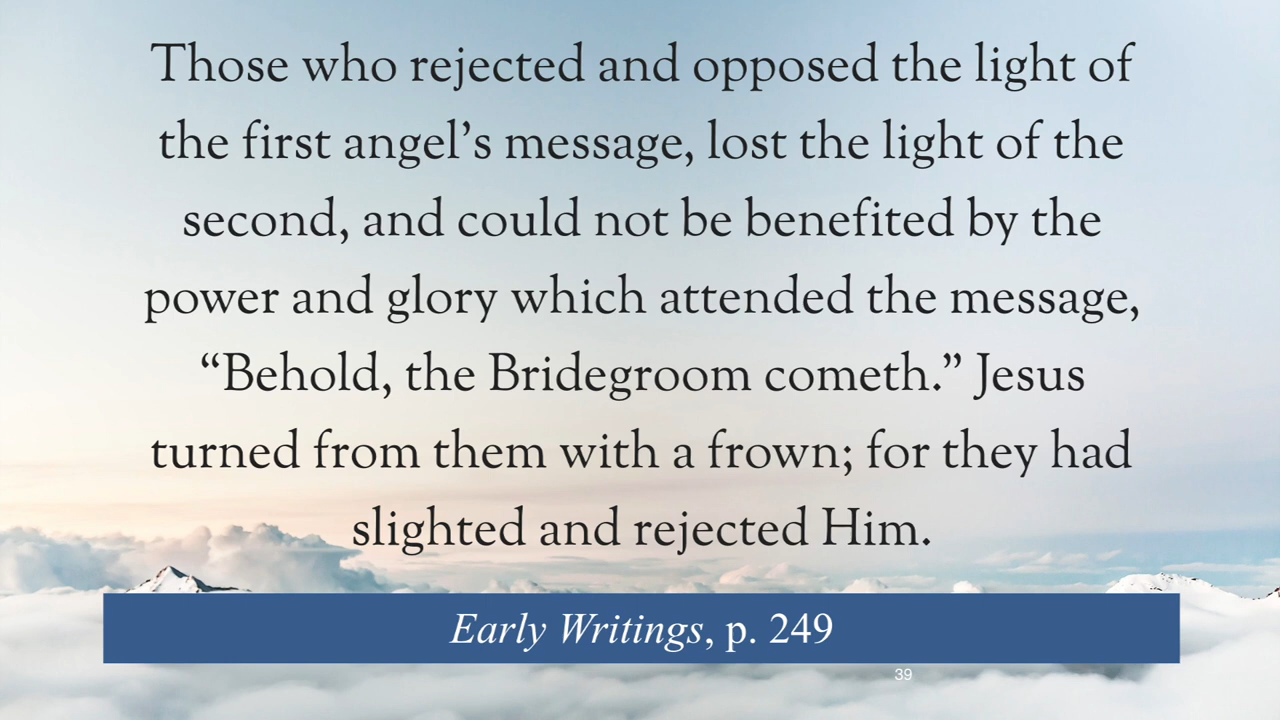 Those who rejected and opposed the light of
the first angel’s message, lost the light of the
second, and could not be benefited by the
power and glory which attended the message,
“Behold, the Bridegroom cometh.” Jesus
turned from them with a frown; for they had
slighted and rejected Him.
Early Writings, p. 249
39